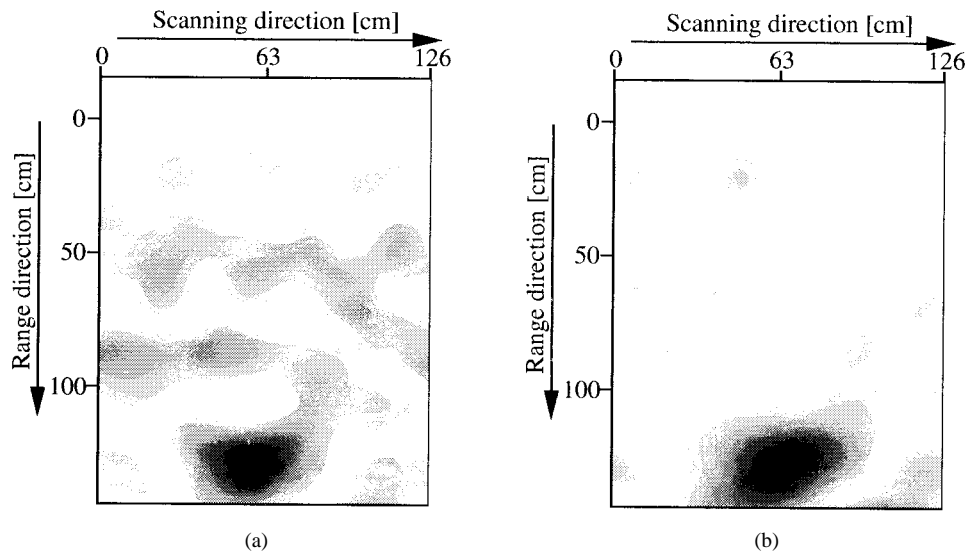 Scanning direction [cm]
0 63 126
Range direction [cm]
0
50
100
(a)
Scanning direction [cm]
0 63 126
Range direction [cm]
0
50
100
(b)